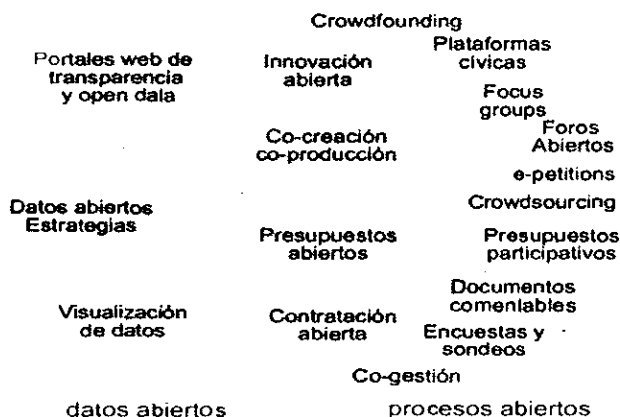 Crowdfounding
Portales web de
transparencia
y open data
Innovación
abierta
Plataformas
cívicas
Focus
groups
Co-creación
co-producción
Foros
Abiertos
e-petitions
Datos abiertos
Estrategias
Crowdsourcing
Presupuestos
abiertos
Presupuestos
participativos
Visualización
de datos
Contratación
abierta
Documentos
comentables
Encuestas y
sondeos
Co-gestión
datos abiertos
procesos abiertos